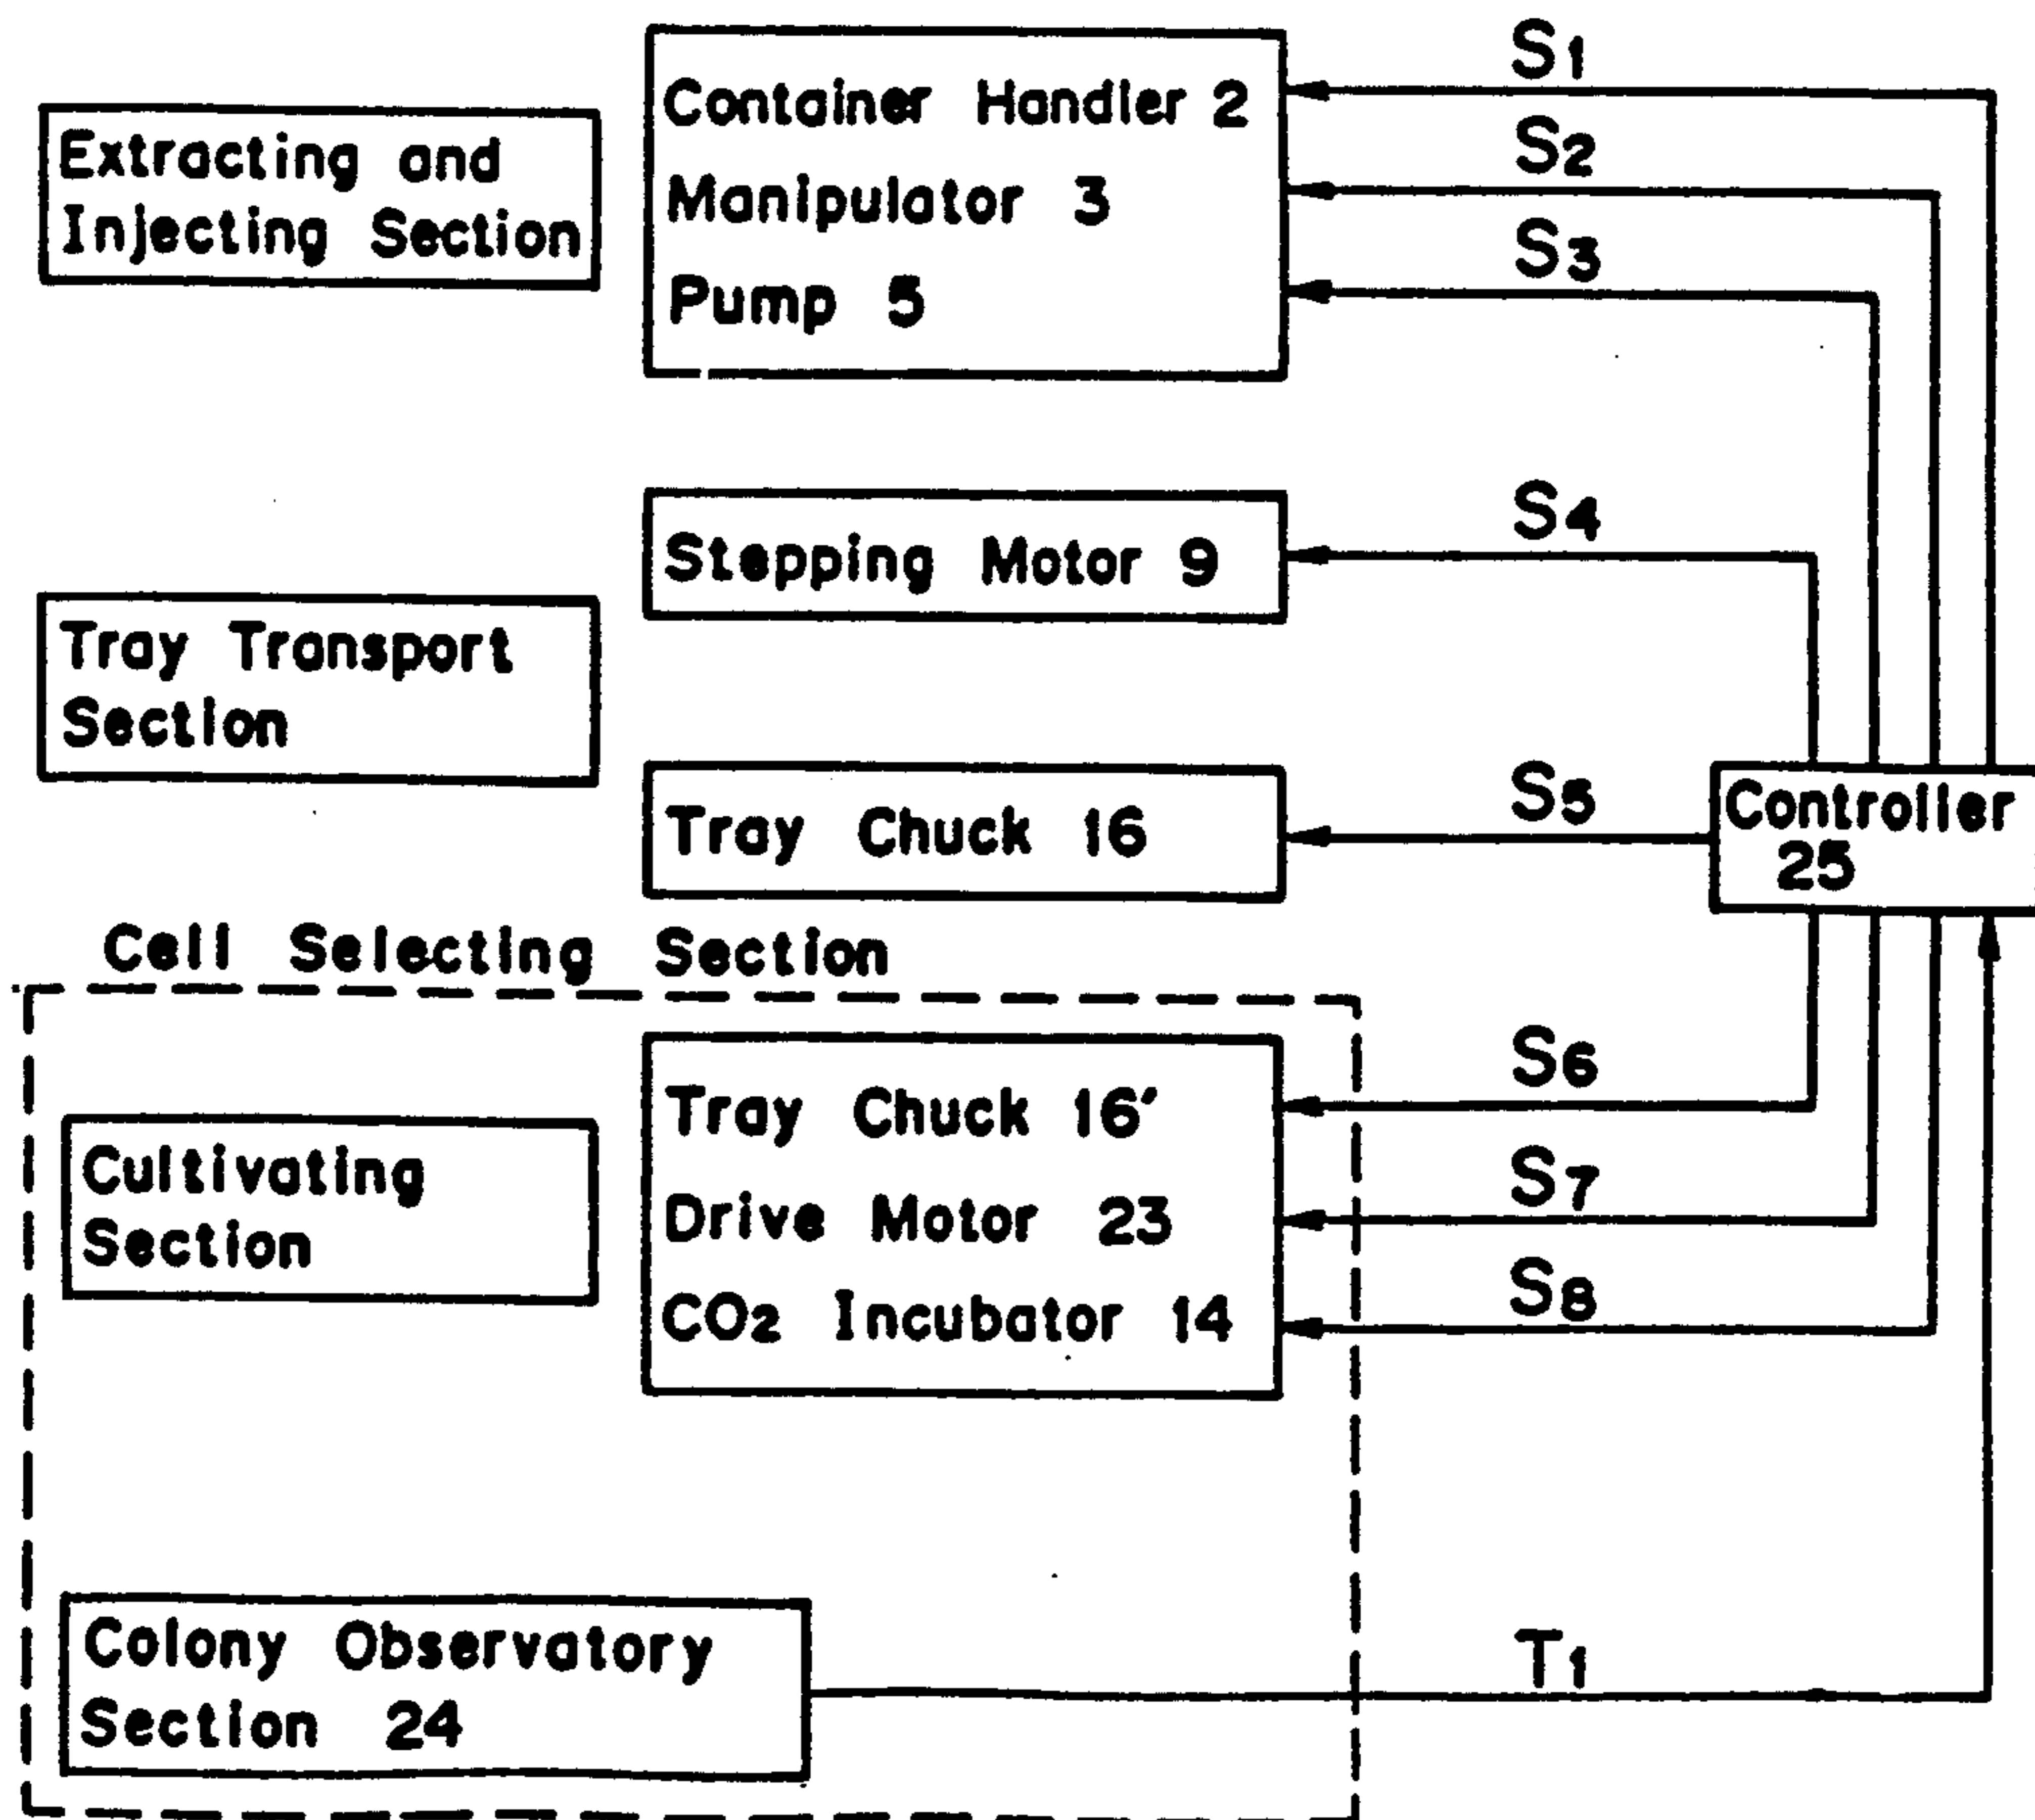 Extracting and
Injecting Section
Container Handler 2
Manipulator 3
Pump 5
S1
S2
S3
Tray Transport
Section
Stepping Motor 9
S4
Tray Chuck 16
S5
Controller
25
Cell Selecting Section
Cultivating
Section
Tray Chuck 16′
Drive Motor 23
CO2 Incubator 14
S6
S7
S8
Colony Observatory
Section 24
T1